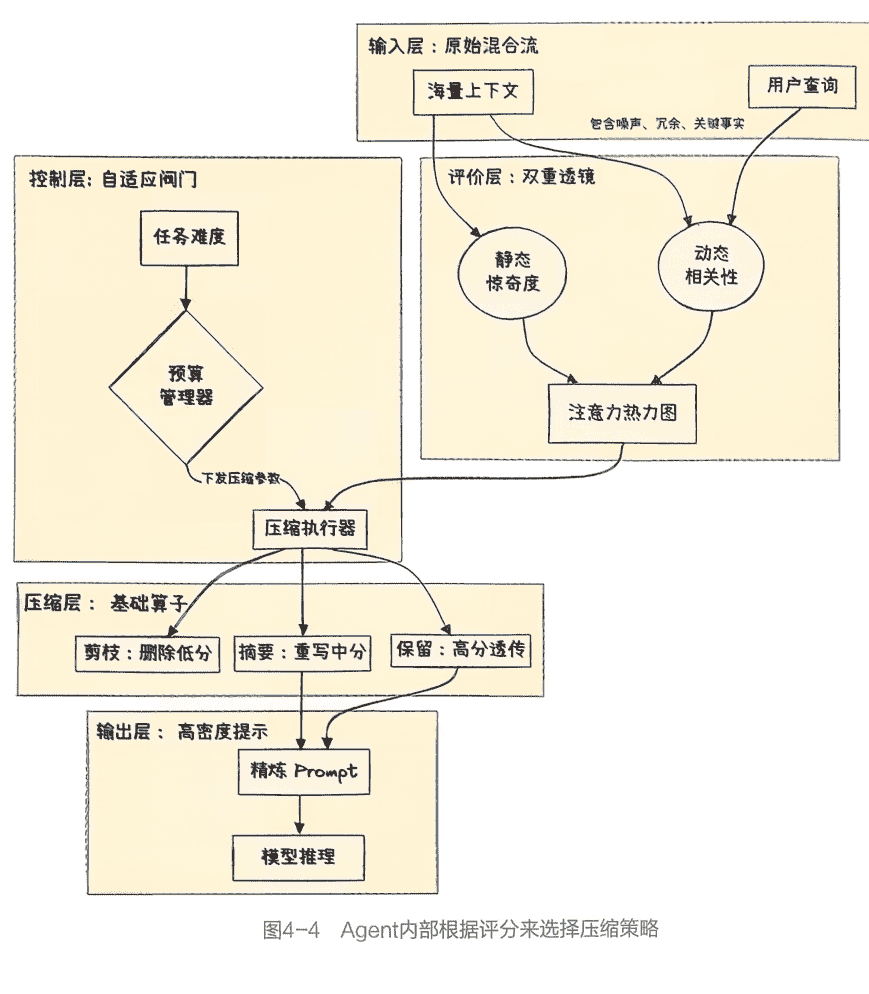 输入层：原始混合流
海量上下文
用户查询
包含噪声、冗余、关键事实
控制层: 自适应阀门
任务难度
预算
管理器
下发压缩参数
压缩执行器
评价层：双重透镜
静态
惊奇度
动态
相关性
注意力热力图
压缩层： 基础算子
剪枝：删除低分
摘要：重写中分
保留：高分透传
输出层： 高密度提示
精炼 Prompt
模型推理
图4-4 Agent内部根据评分来选择压缩策略